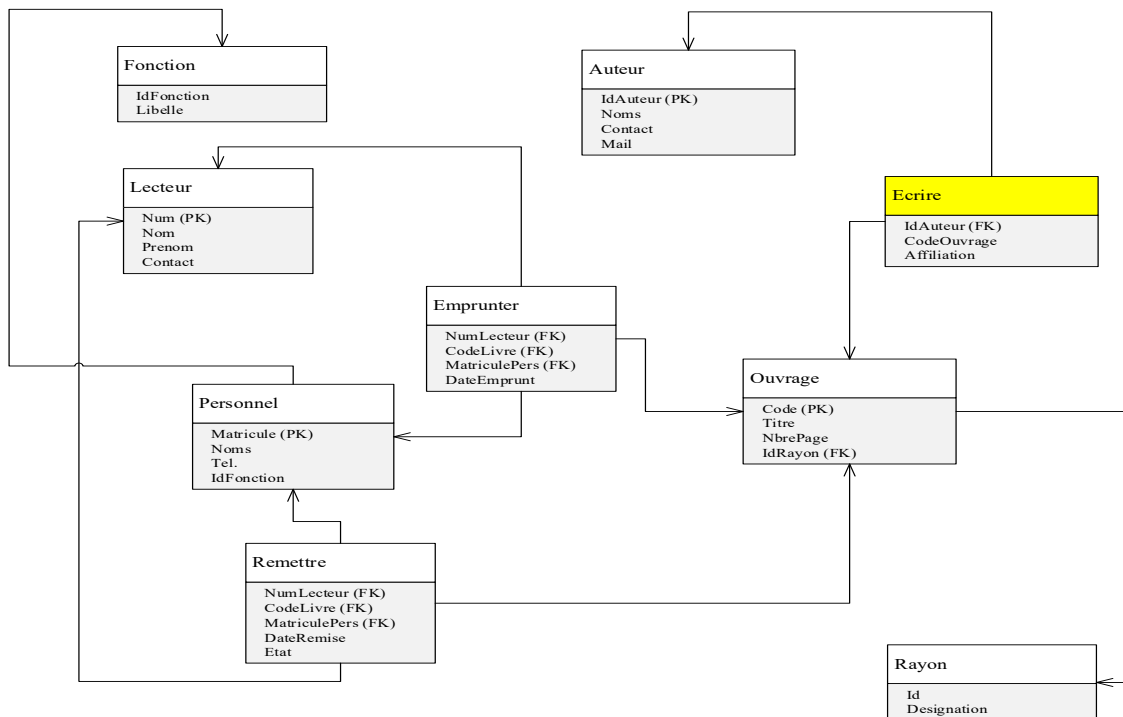 Fonction
IdFonction
Libelle
Auteur
IdAuteur (PK)
Noms
Contact
Mail
Lecteur
Num (PK)
Nom
Prenom
Contact
Ecrire
IdAuteur (FK)
CodeOuvrage
Affiliation
Emprunter
NumLecteur (FK)
CodeLivre (FK)
MatriculePers (FK)
DateEmprunt
Ouvrage
Code (PK)
Titre
NbrePage
IdRayon (FK)
Personnel
Matricule (PK)
Noms
Tel.
IdFonction
Remettre
NumLecteur (FK)
CodeLivre (FK)
MatriculePers (FK)
DateRemise
Etat
Rayon
Id
Designation